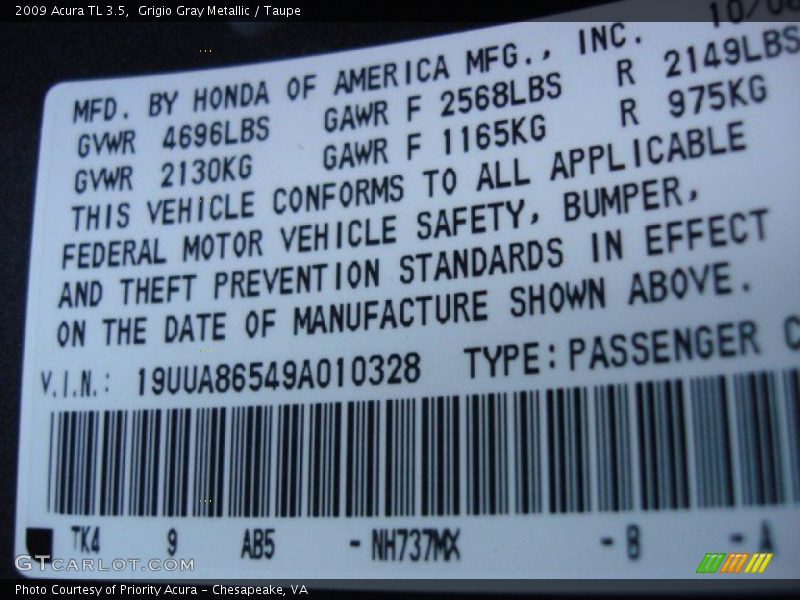 2009 Acura TL 3.5,  Grigio Gray Metallic / Taupe
MFD. BY HONDA OF AMERICA MFG., INC. 10/08
GVWR 4696LBS GAWR F 2568LBS R 2149LBS
GVWR 2130KG GAWR F 1165KG R 975KG
THIS VEHICLE CONFORMS TO ALL APPLICABLE
FEDERAL MOTOR VEHICLE SAFETY, BUMPER,
AND THEFT PREVENTION STANDARDS IN EFFECT
ON THE DATE OF MANUFACTURE SHOWN ABOVE.
V.I.N.: 19UUA86549A010328 TYPE: PASSENGER C
TK4 9 AB5 - NH737MX - B - A
GTCARLOT.COM
Photo Courtesy of Priority Acura - Chesapeake, VA